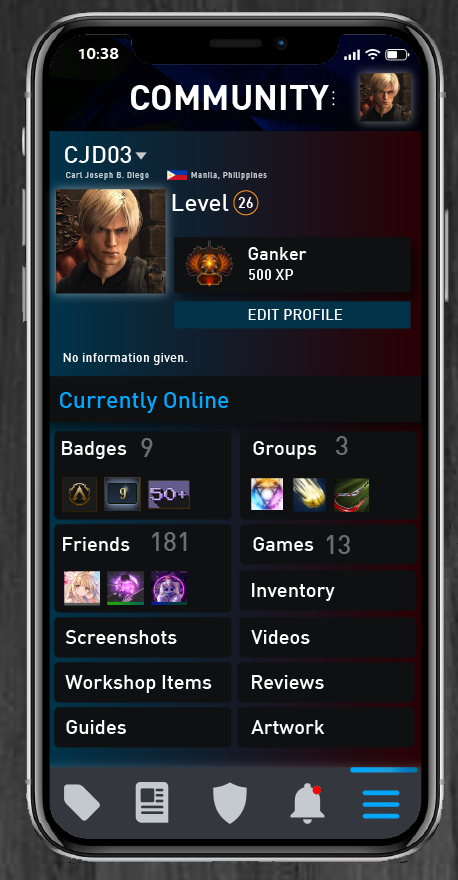 10:38
COMMUNITY
CJD03
Carl Joseph B. Diego Manila, Philippines
Level 26
Ganker
500 XP
EDIT PROFILE
No information given.
Currently Online
Badges 9
Groups 3
9 50+
Friends 181
Games 13
Inventory
Screenshots
Videos
Workshop Items
Reviews
Guides
Artwork